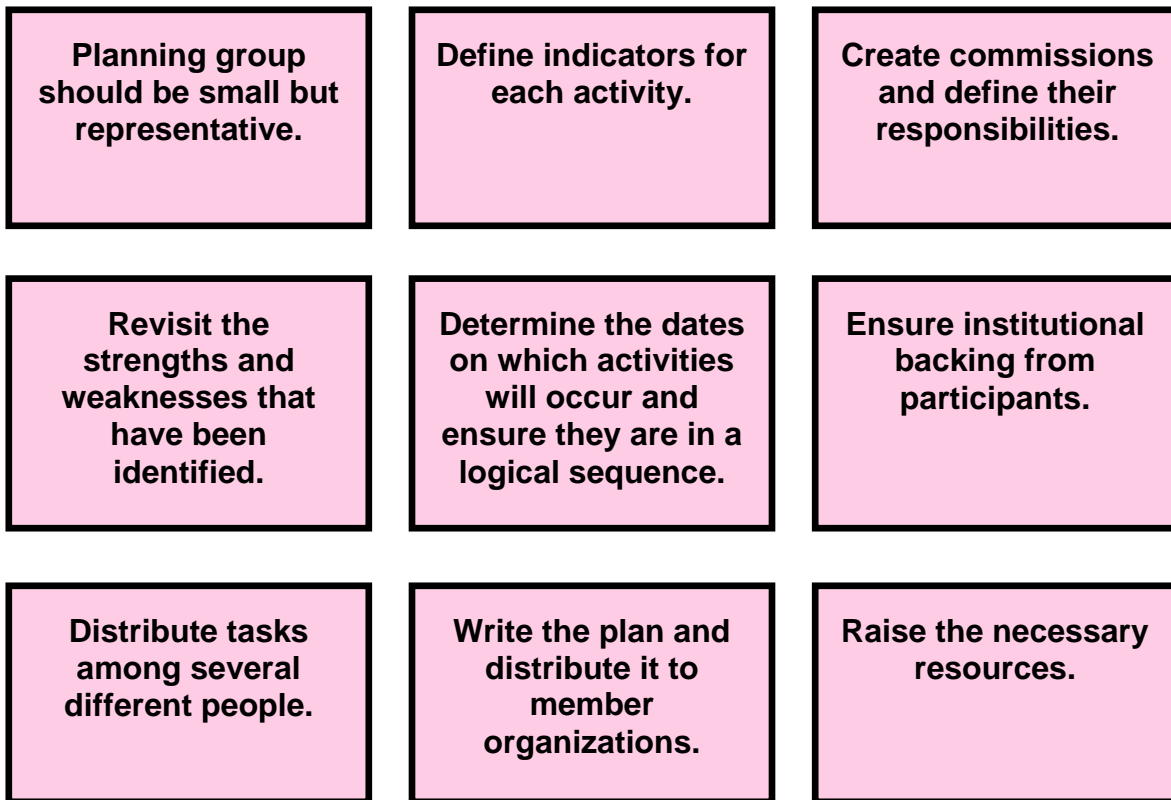 Planning group
should be small but
representative.
Define indicators for
each activity.
Create commissions
and define their
responsibilities.
Revisit the
strengths and
weaknesses that
have been
identified.
Determine the dates
on which activities
will occur and
ensure they are in a
logical sequence.
Ensure institutional
backing from
participants.
Distribute tasks
among several
different people.
Write the plan and
distribute it to
member
organizations.
Raise the necessary
resources.